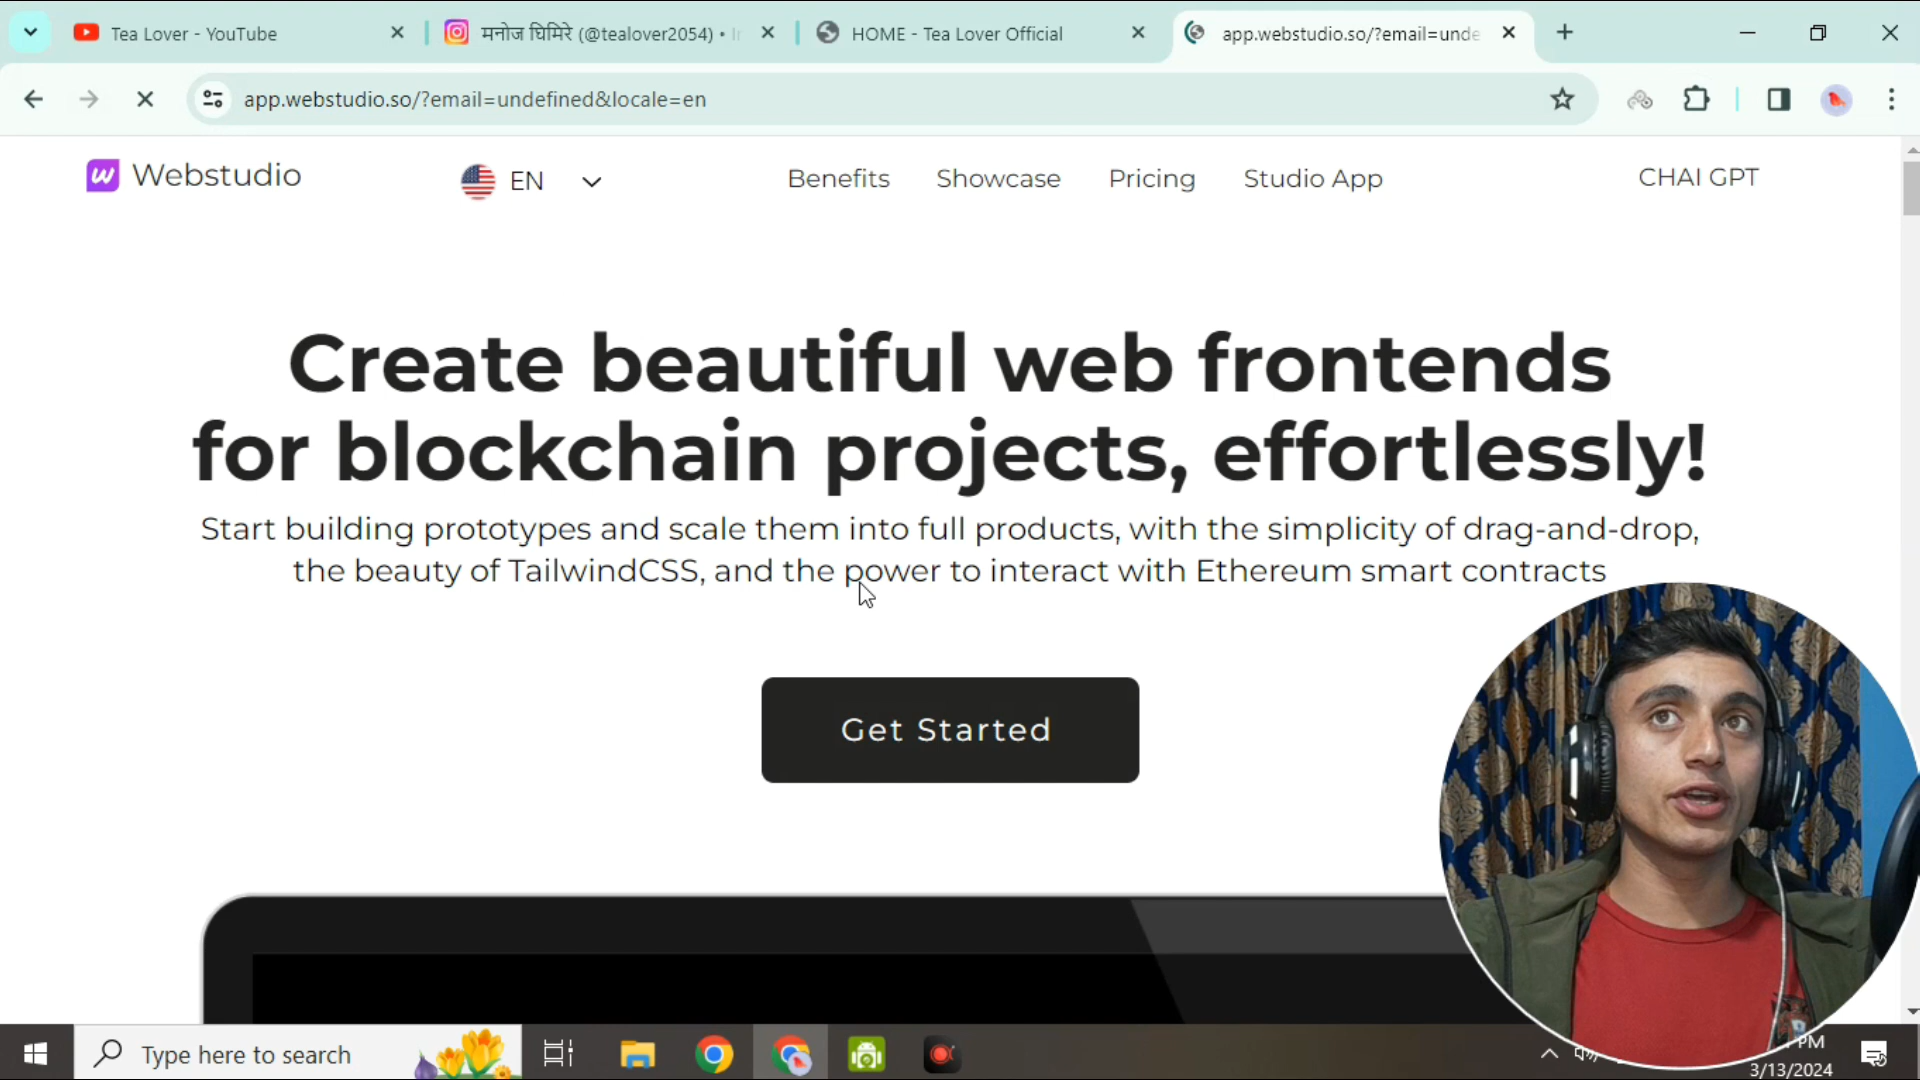 Tea Lover - YouTube
मनोज घिमिरे (@tealover2054) •
HOME - Tea Lover Official
app.webstudio.so/?email=unde
app.webstudio.so/?email=undefined&locale=en
Webstudio
EN
Benefits
Showcase
Pricing
Studio App
CHAI GPT
Create beautiful web frontends
for blockchain projects, effortlessly!
Start building prototypes and scale them into full products, with the simplicity of drag-and-drop,
the beauty of TailwindCSS, and the power to interact with Ethereum smart contracts
Get Started
Type here to search
PM
3/13/2024